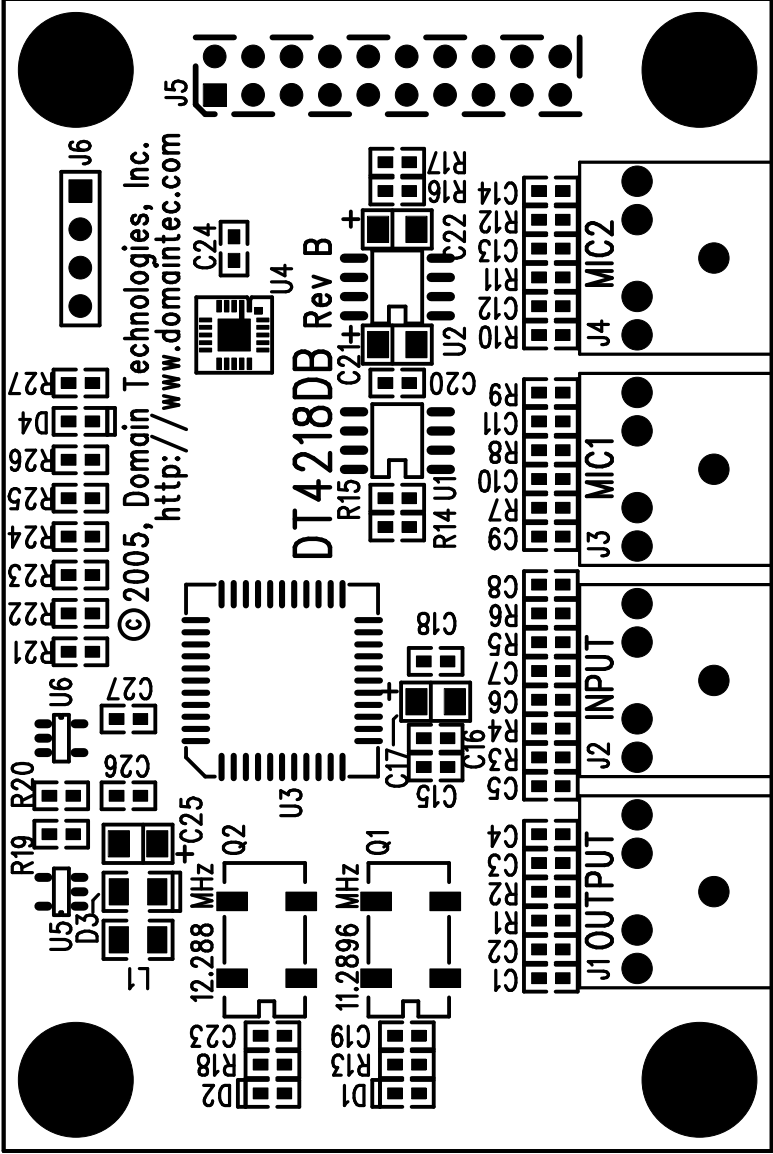 J5
J6
©2005, Domain Technologies, Inc.
http://www.domaintec.com
C24
U4
DT4218DB Rev B
R17
R16
C22
+
C21
+
U2
C20
R15
R14
U1
C14
R12
C13
R11
C12
R10
MIC2
J4
R9
C11
R8
C10
R7
C9
MIC1
J3
R27
D4
R26
R25
R24
R23
R22
R21
U6
C27
R20
C26
R19
C25
+
U5
D3
L1
U3
C18
+
C17
C16
C15
C8
R6
R5
C7
C6
R4
R3
C5
INPUT
J2
Q2
12.288 MHz
Q1
11.2896 MHz
C4
C3
R2
R1
C2
C1
OUTPUT
J1
C23
R18
D2
C19
R13
D1